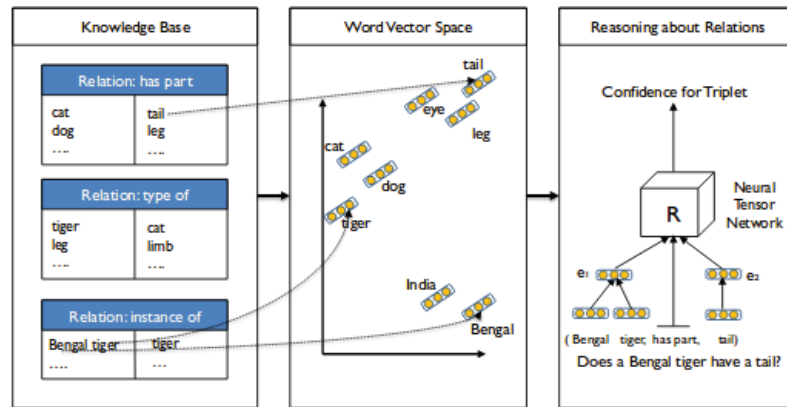 Knowledge Base
Relation: has part
cat tail
dog leg
.... ....
Relation: type of
tiger cat
leg limb
.... ....
Relation: instance of
Bengal tiger tiger
.... ...
Word Vector Space
tail
eye
leg
cat
dog
tiger
India
Bengal
Reasoning about Relations
Confidence for Triplet
R
Neural
Tensor
Network
e1
e2
( Bengal tiger, has part, tail)
Does a Bengal tiger have a tail?